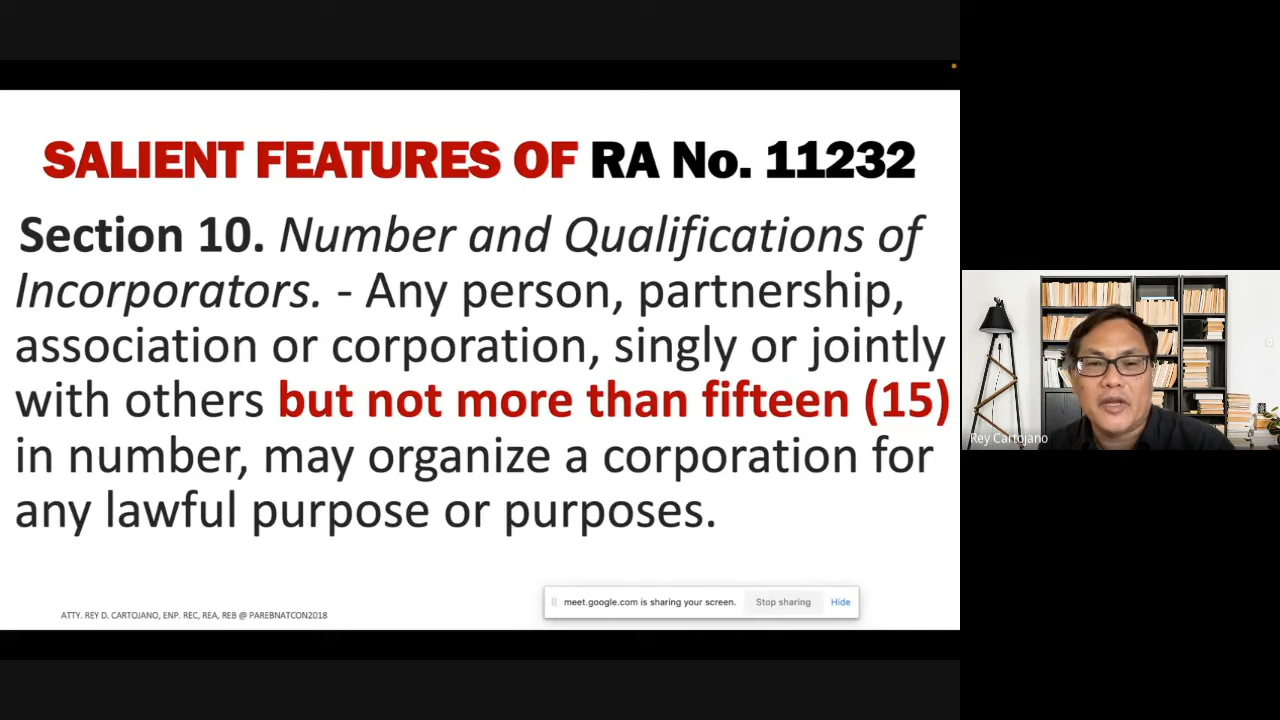 SALIENT FEATURES OF RA No. 11232
Section 10. Number and Qualifications of
Incorporators. - Any person, partnership,
association or corporation, singly or jointly
with others but not more than fifteen (15)
in number, may organize a corporation for
any lawful purpose or purposes.
ATTY. REY D. CARTOJANO, ENP. REC, REA, REB @ PAREBNATCON2018
meet.google.com is sharing your screen. Stop sharing Hide
Rey Cartojano